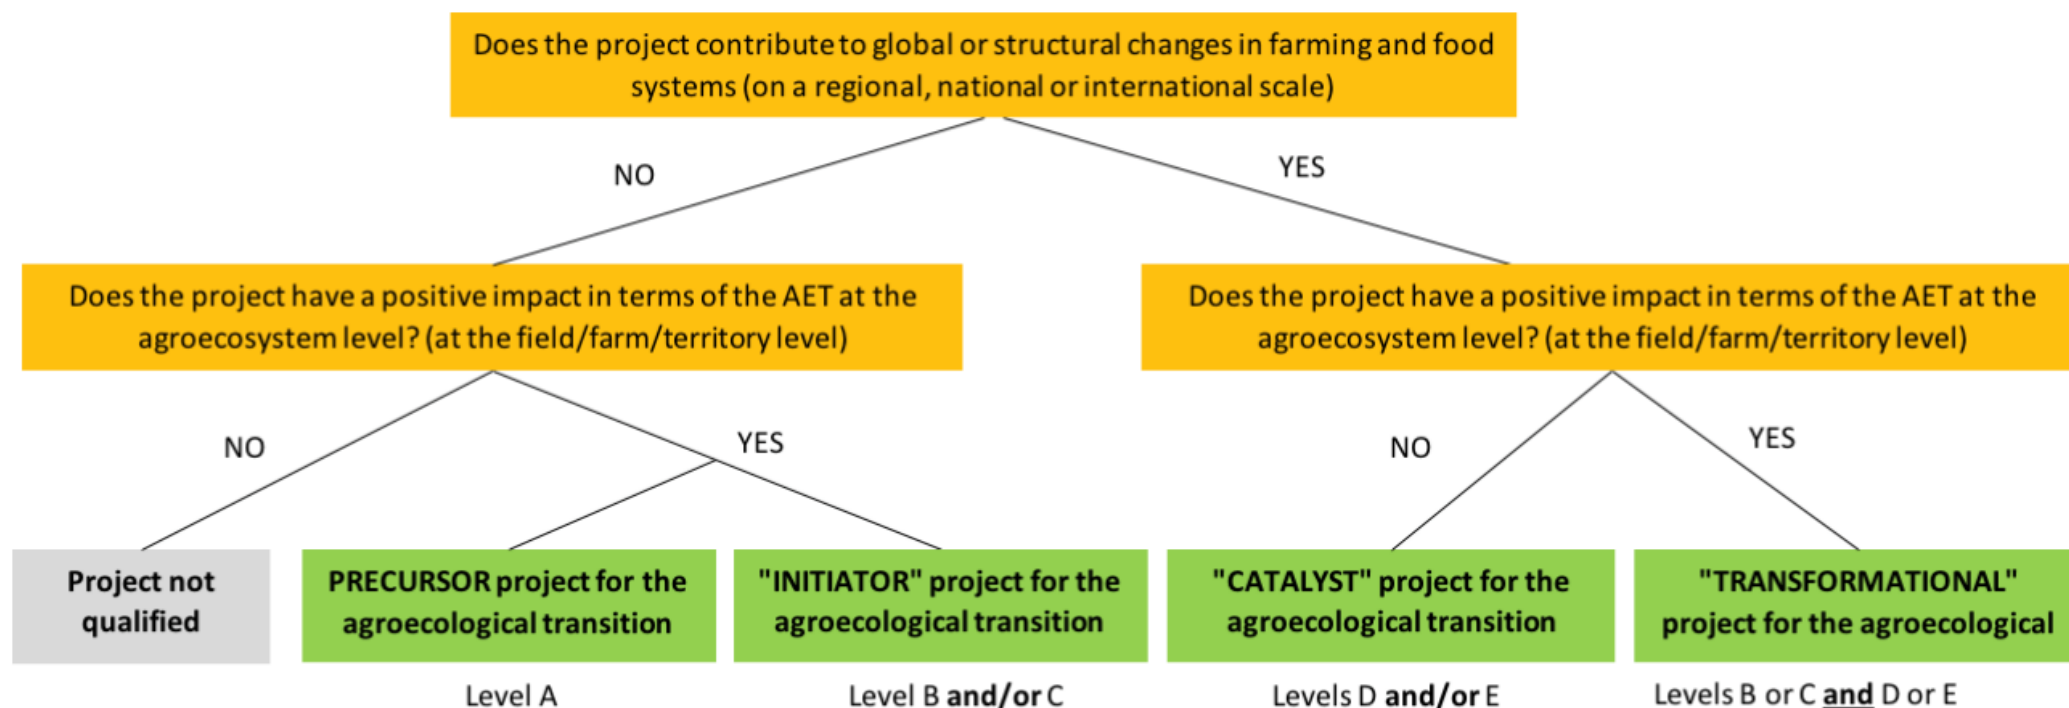 Does the project contribute to global or structural changes in farming and food
systems (on a regional, national or international scale)
NO
YES
Does the project have a positive impact in terms of the AET at the
agroecosystem level? (at the field/farm/territory level)
Does the project have a positive impact in terms of the AET at the
agroecosystem level? (at the field/farm/territory level)
NO
YES
NO
YES
Project not
qualified
PRECURSOR project for the
agroecological transition
"INITIATOR" project for the
agroecological transition
"CATALYST" project for the
agroecological transition
"TRANSFORMATIONAL"
project for the agroecological
Level A
Level B and/or C
Levels D and/or E
Levels B or C and D or E